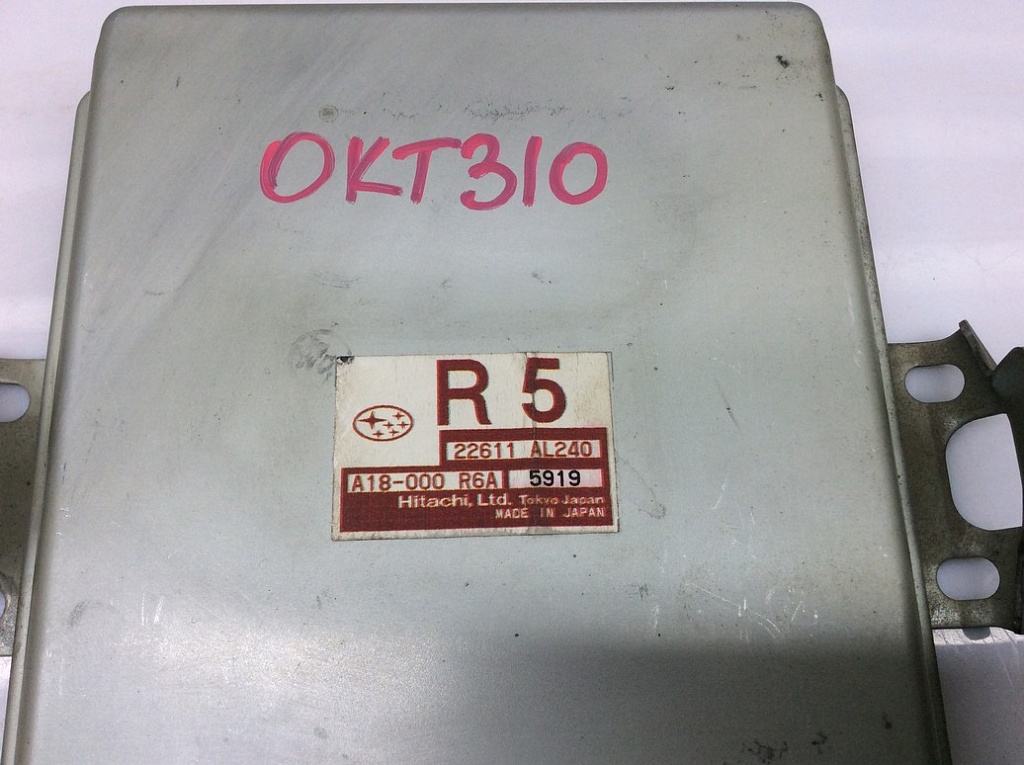 OKT310
R 5
22611 AL240
A18-000 R6A 5919
Hitachi, Ltd. Tokyo Japan
MADE IN JAPAN